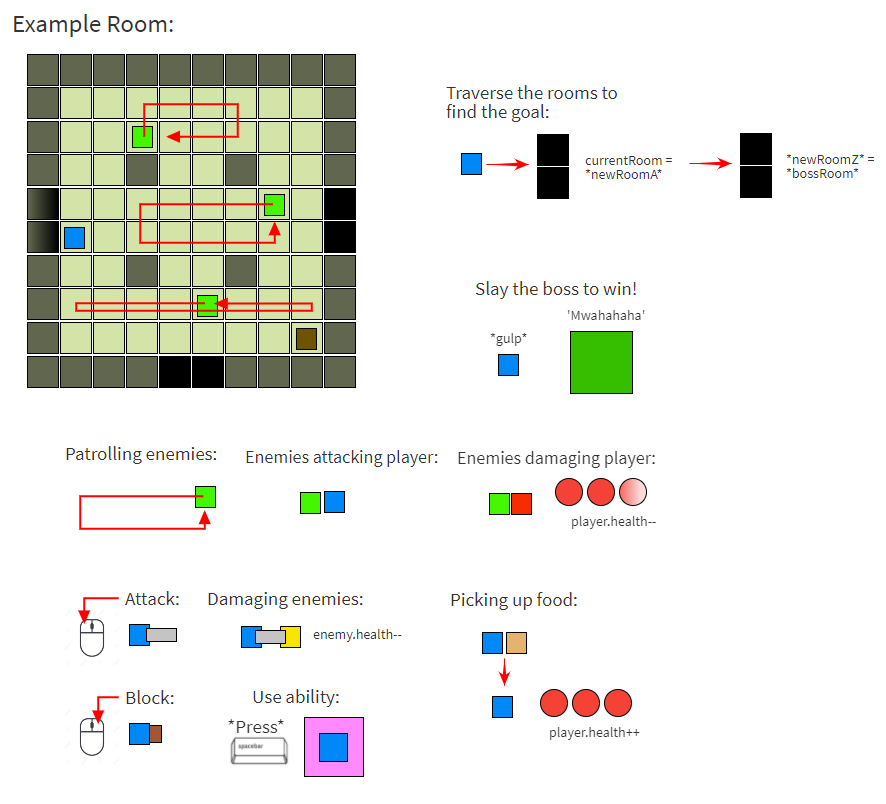 Example Room:
Traverse the rooms to
find the goal:
currentRoom =
*newRoomA*
*newRoomZ* =
*bossRoom*
Slay the boss to win!
'Mwahahaha'
*gulp*
Patrolling enemies:
Enemies attacking player:
Enemies damaging player:
player.health--
Attack:
Damaging enemies:
enemy.health--
Picking up food:
Block:
Use ability:
*Press*
spacebar
player.health++